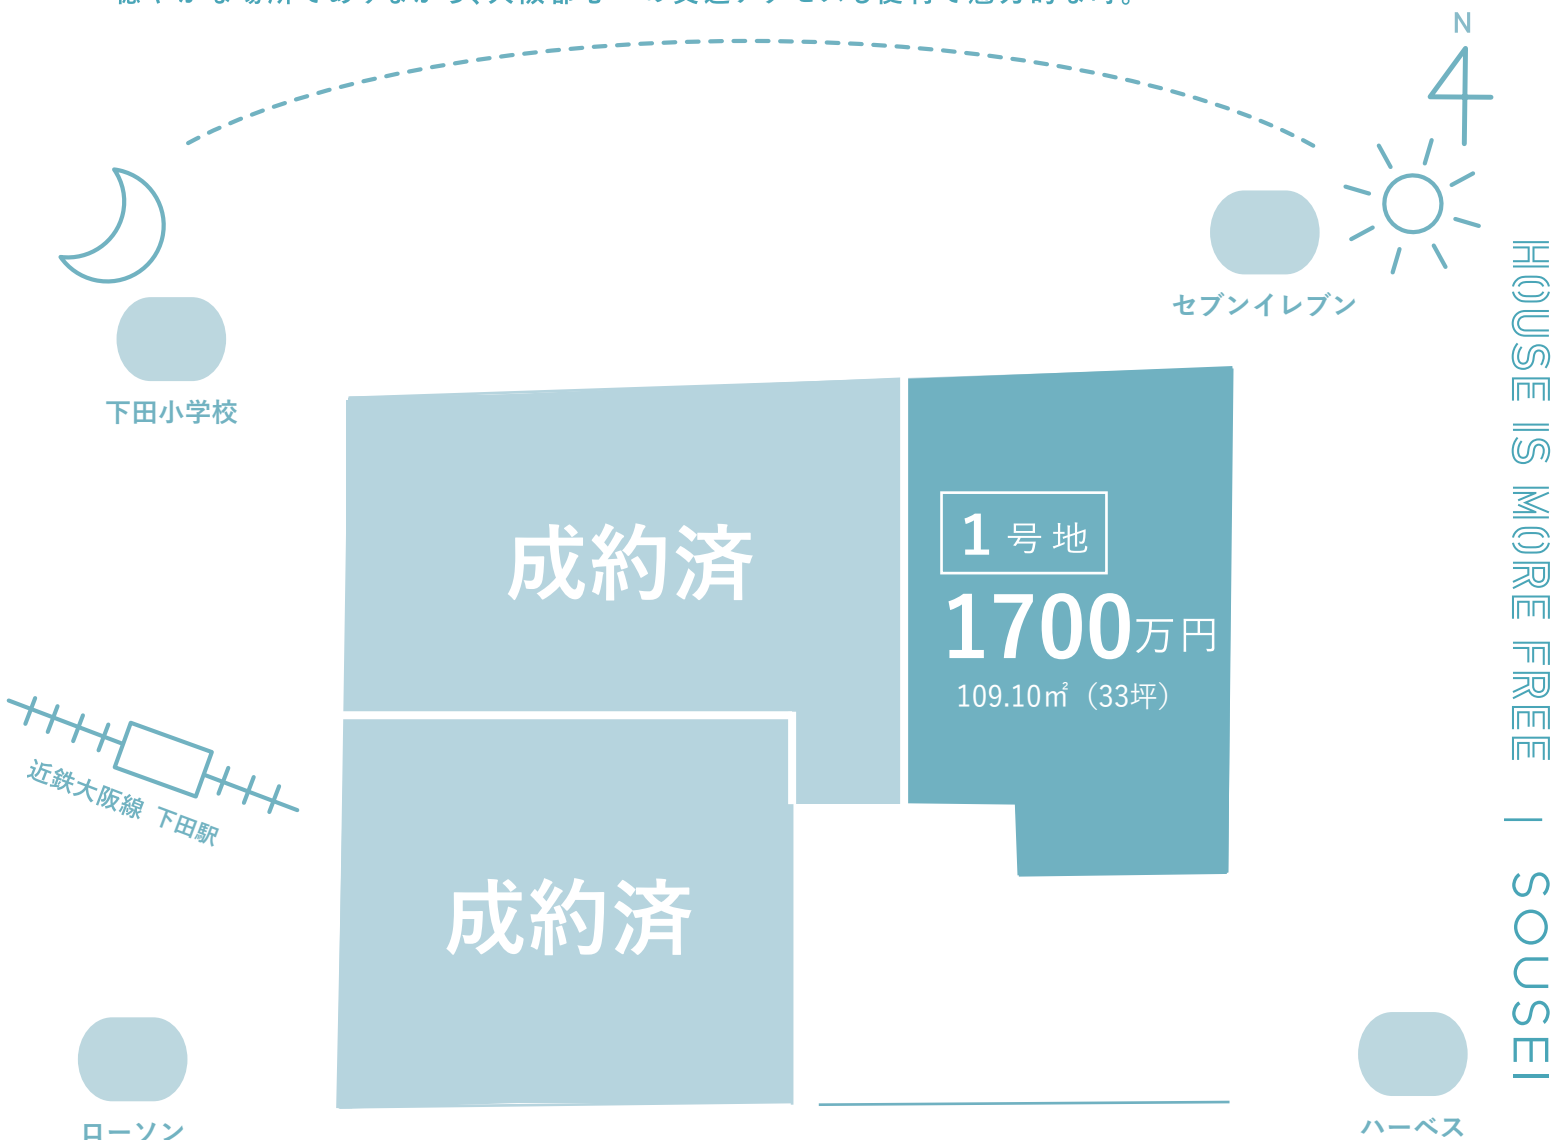 N
セブンイレブン
下田小学校
成約済
1号地
1700万円
109.10㎡（33坪）
近鉄大阪線 下田駅
成約済
ローソン
ハーベス
HOUSE IS MORE FREE | SOUSEI